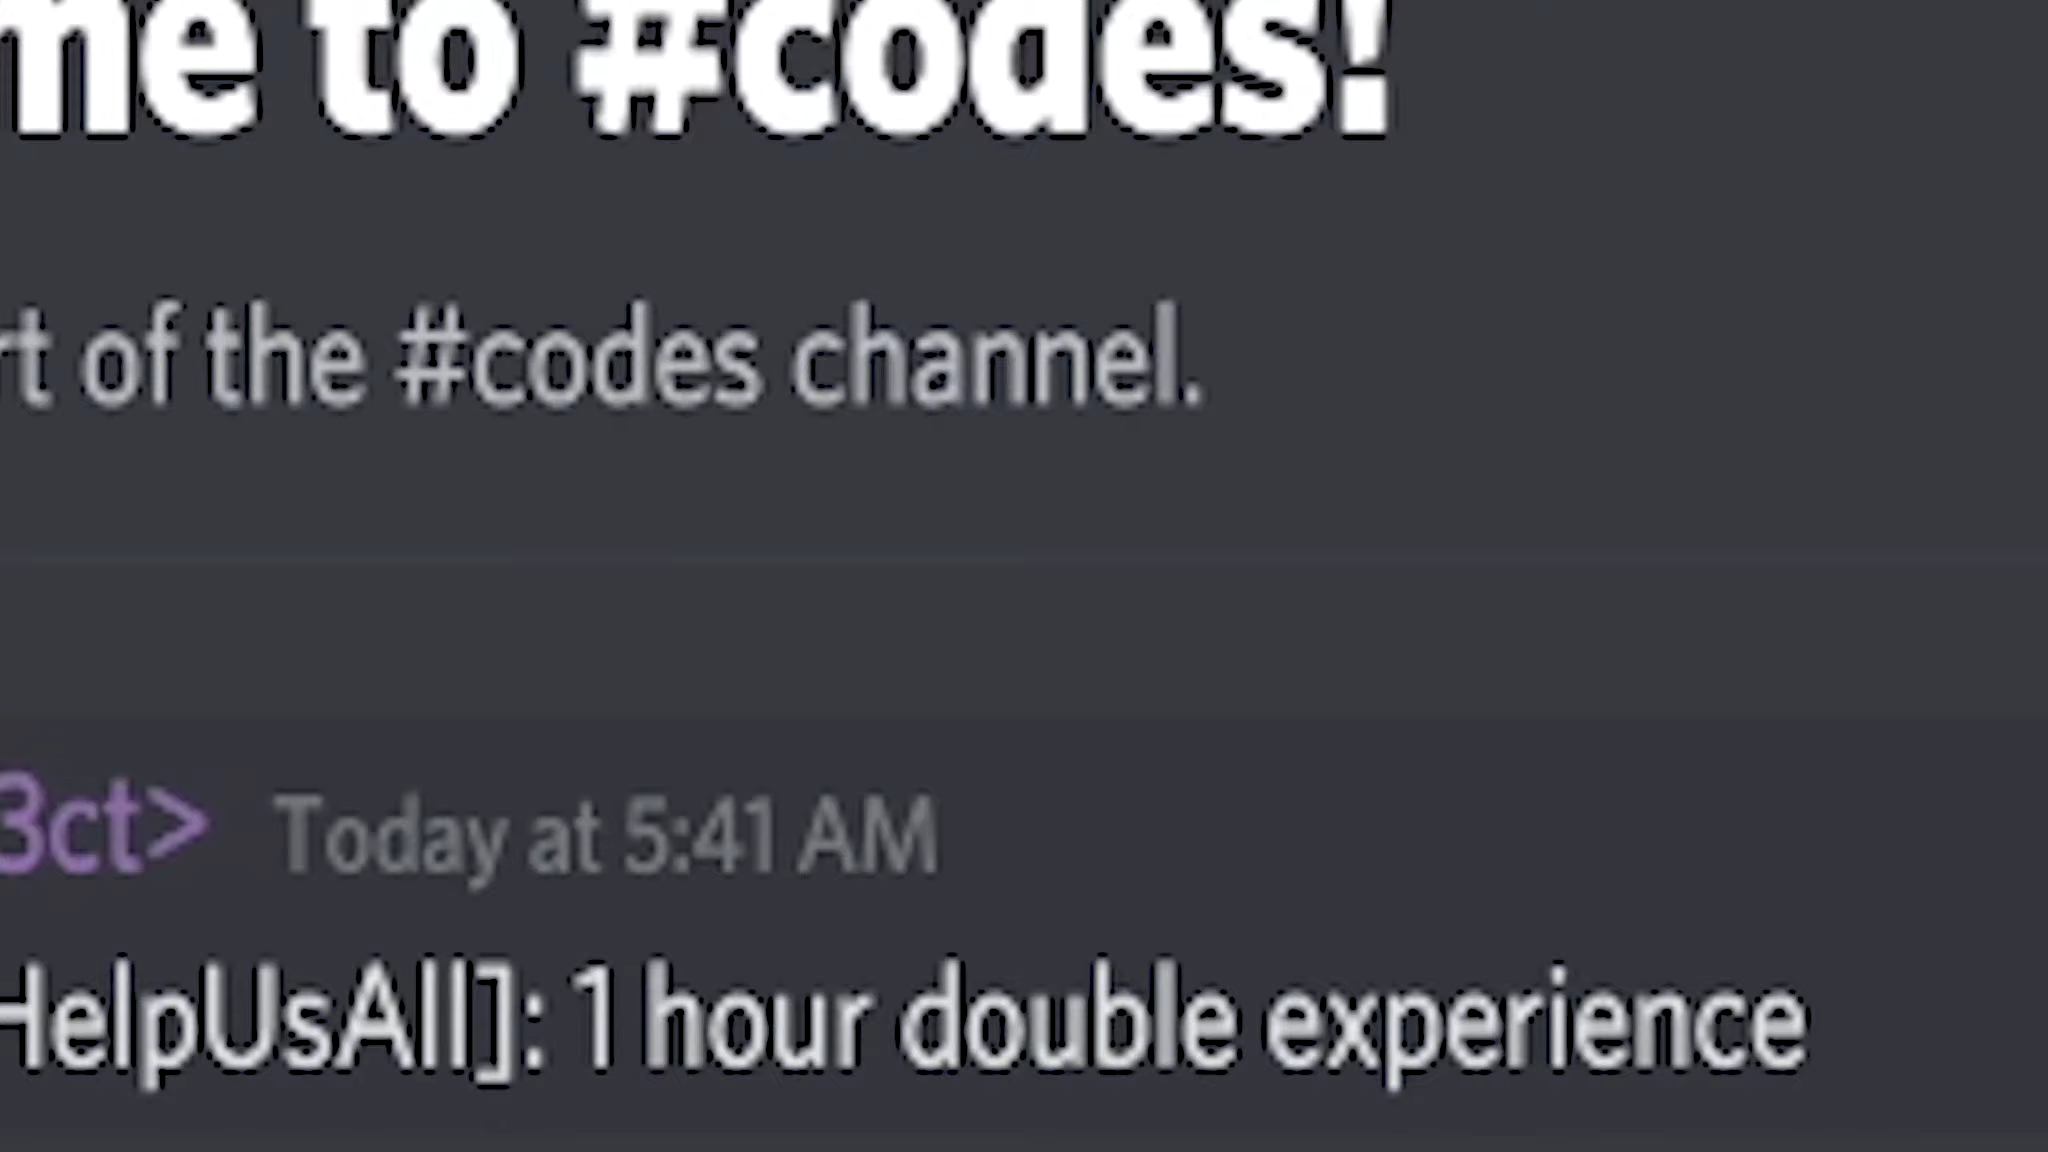 me to #codes!
rt of the #codes channel.
3ct> Today at 5:41 AM
HelpUsAll]: 1 hour double experience